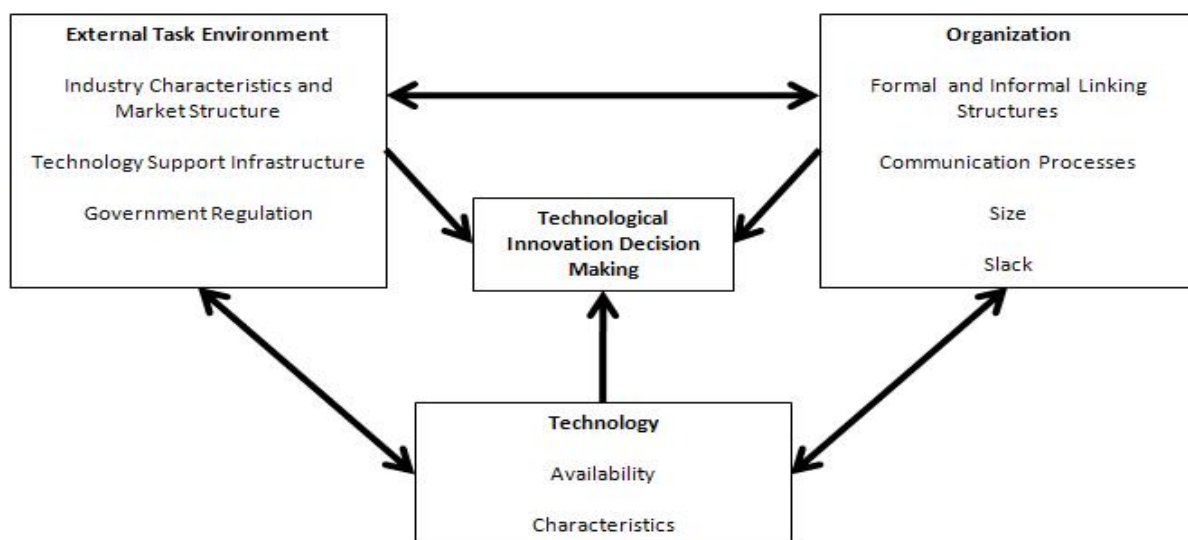 External Task Environment
Industry Characteristics and
Market Structure
Technology Support Infrastructure
Government Regulation
Organization
Formal and Informal Linking
Structures
Communication Processes
Size
Slack
Technological
Innovation Decision
Making
Technology
Availability
Characteristics